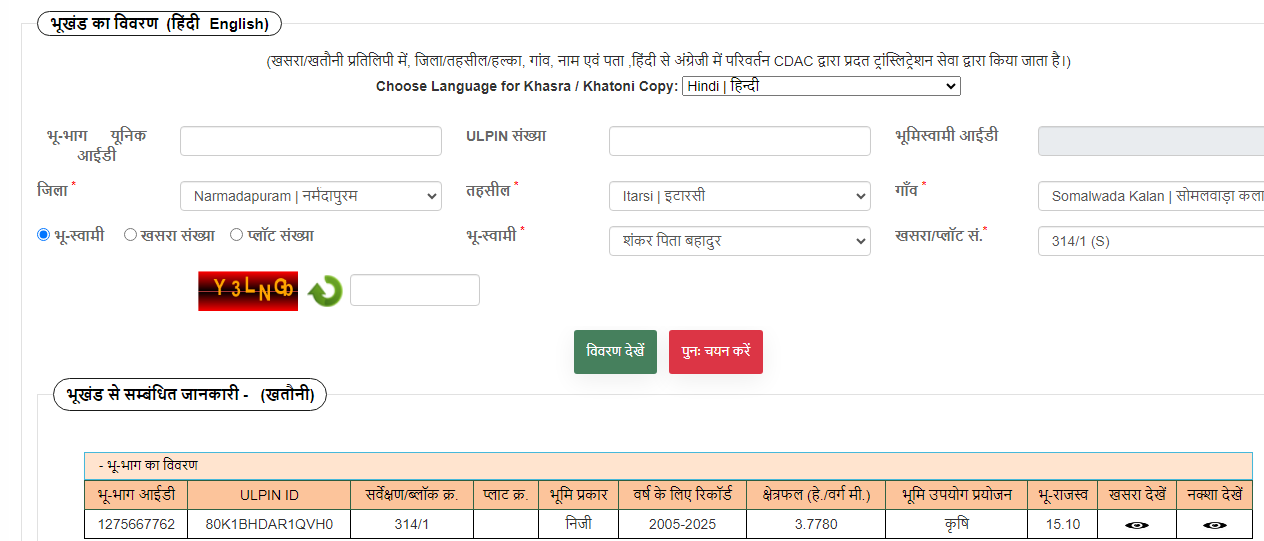 भूखंड का विवरण (हिंदी English)
(खसरा/खतौनी प्रतिलिपी में, जिला/तहसील/हल्का, गांव, नाम एवं पता ,हिंदी से अंग्रेजी में परिवर्तन CDAC द्वारा प्रदत ट्रांस्लिट्रेशन सेवा द्वारा किया जाता है।)
Choose Language for Khasra / Khatoni Copy: Hindi | हिन्दी
भू-भाग यूनिक आईडी
ULPIN संख्या
भूमिस्वामी आईडी
जिला * Narmadapuram | नर्मदापुरम
तहसील * Itarsi | इटारसी
गाँव * Somalwada Kalan | सोमलवाड़ा कला
भू-स्वामी खसरा संख्या प्लॉट संख्या
भू-स्वामी * शंकर पिता बहादुर
खसरा/प्लॉट सं.* 314/1 (S)
विवरण देखें पुनः चयन करें
भूखंड से सम्बंधित जानकारी - (खतौनी)
- भू-भाग का विवरण
भू-भाग आईडी ULPIN ID सर्वेक्षण/ब्लॉक क्र. प्लाट क्र. भूमि प्रकार वर्ष के लिए रिकॉर्ड क्षेत्रफल (हे./वर्ग मी.) भूमि उपयोग प्रयोजन भू-राजस्व खसरा देखें नक्शा देखें
1275667762 80K1BHDAR1QVH0 314/1 निजी 2005-2025 3.7780 कृषि 15.10